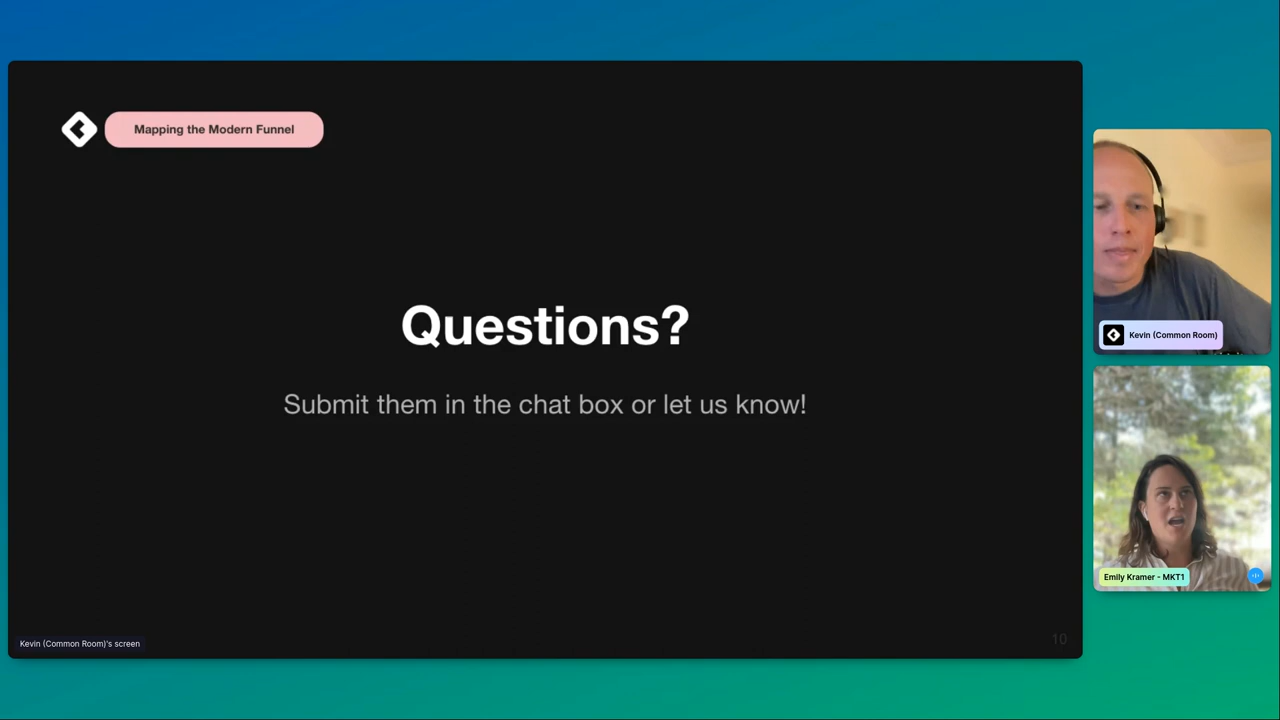 Mapping the Modern Funnel
Questions?
Submit them in the chat box or let us know!
10
Kevin (Common Room)'s screen
Kevin (Common Room)
Emily Kramer - MKT1